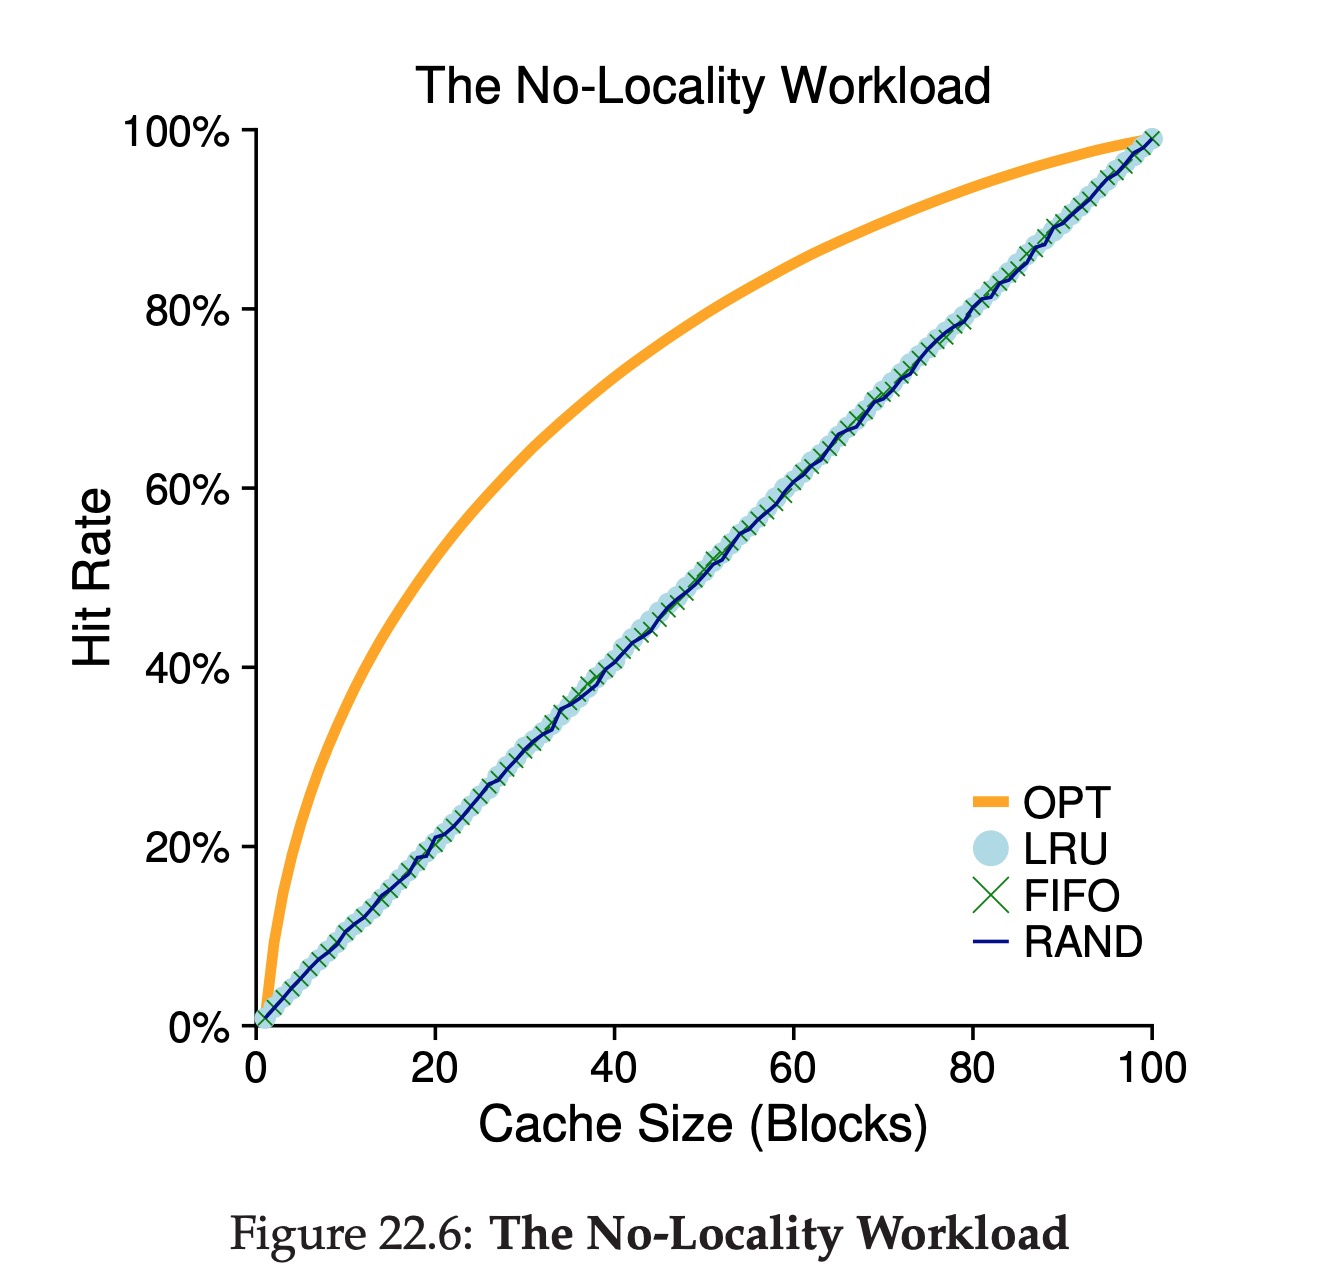 The No-Locality Workload
100%
80%
60%
40%
20%
0%
Hit Rate
0 20 40 60 80 100
Cache Size (Blocks)
OPT
LRU
FIFO
RAND
Figure 22.6: The No-Locality Workload